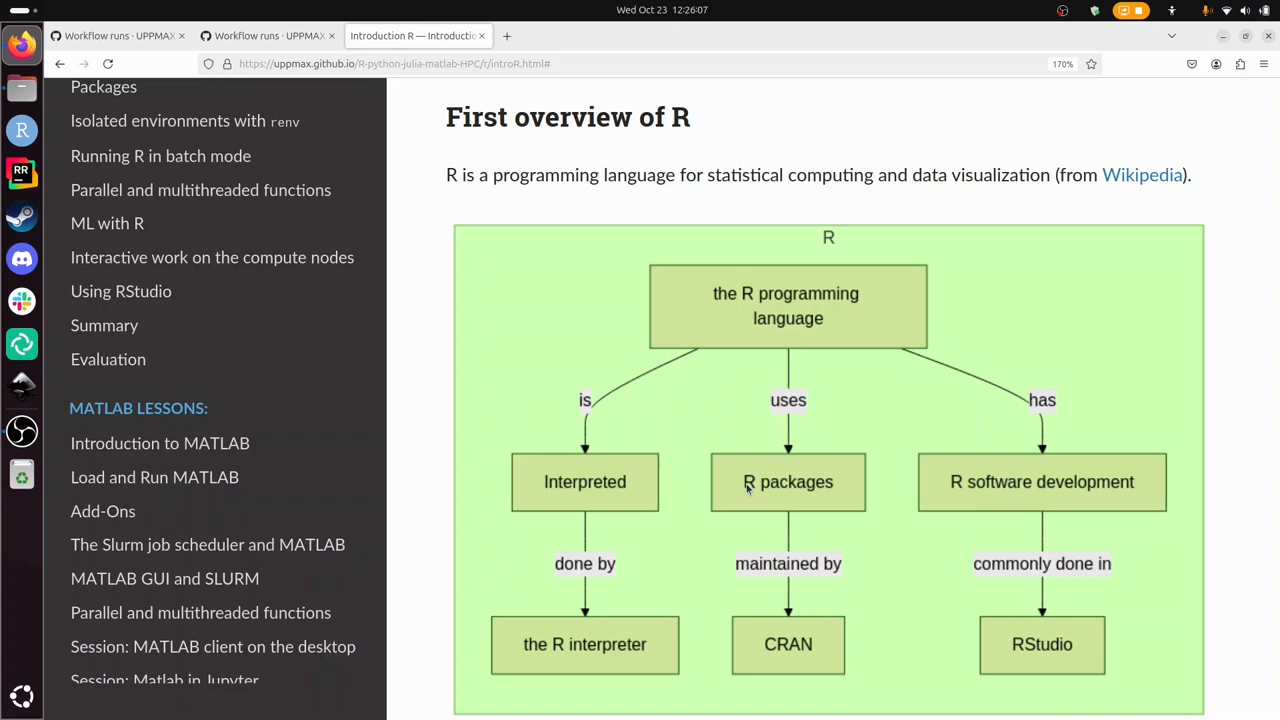 Wed Oct 23 12:26:07
Workflow runs · UPPMAX
Workflow runs · UPPMAX
Introduction R — Introductio
https://uppmax.github.io/R-python-julia-matlab-HPC/r/introR.html#
170%
Packages
Isolated environments with renv
Running R in batch mode
Parallel and multithreaded functions
ML with R
Interactive work on the compute nodes
Using RStudio
Summary
Evaluation
MATLAB LESSONS:
Introduction to MATLAB
Load and Run MATLAB
Add-Ons
The Slurm job scheduler and MATLAB
MATLAB GUI and SLURM
Parallel and multithreaded functions
Session: MATLAB client on the desktop
Session: Matlab in Jupyter
First overview of R
R is a programming language for statistical computing and data visualization (from Wikipedia).
R
the R programming
language
is
uses
has
Interpreted
R packages
R software development
done by
maintained by
commonly done in
the R interpreter
CRAN
RStudio
R
RR